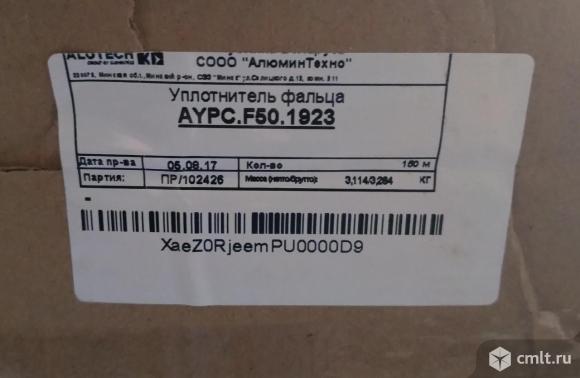 ALUTECH
СООО "АлюминТехно"
Уплотнитель фальца
AYPC.F50.1923
Дата пр-ва 05.08.17 Кол-во 150 м
Партия: ПР/102426 Масса (нетто/брутто): 3,114/3,284 КГ
-
XaeZ0RjeemPU0000D9
cmlt.ru